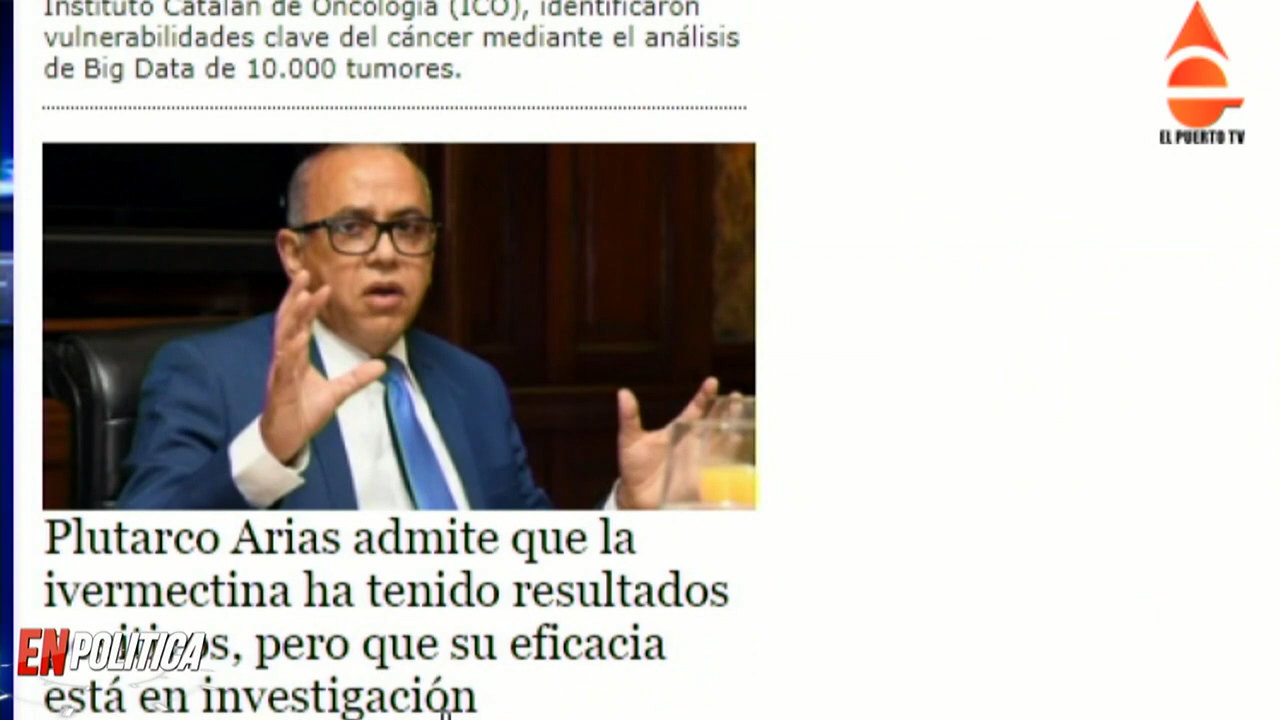 Instituto Catalán de Oncología (ICO), identificaron
vulnerabilidades clave del cáncer mediante el análisis
de Big Data de 10.000 tumores.
EL PUERTO TV
Plutarco Arias admite que la
ivermectina ha tenido resultados
, pero que su eficacia
está en investigación
EN POLITICA